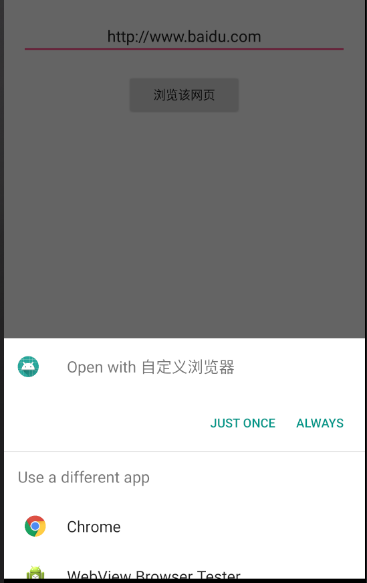 http://www.baidu.com
浏览该网页
Open with 自定义浏览器
JUST ONCE
ALWAYS
Use a different app
Chrome
WebView Browser Tester